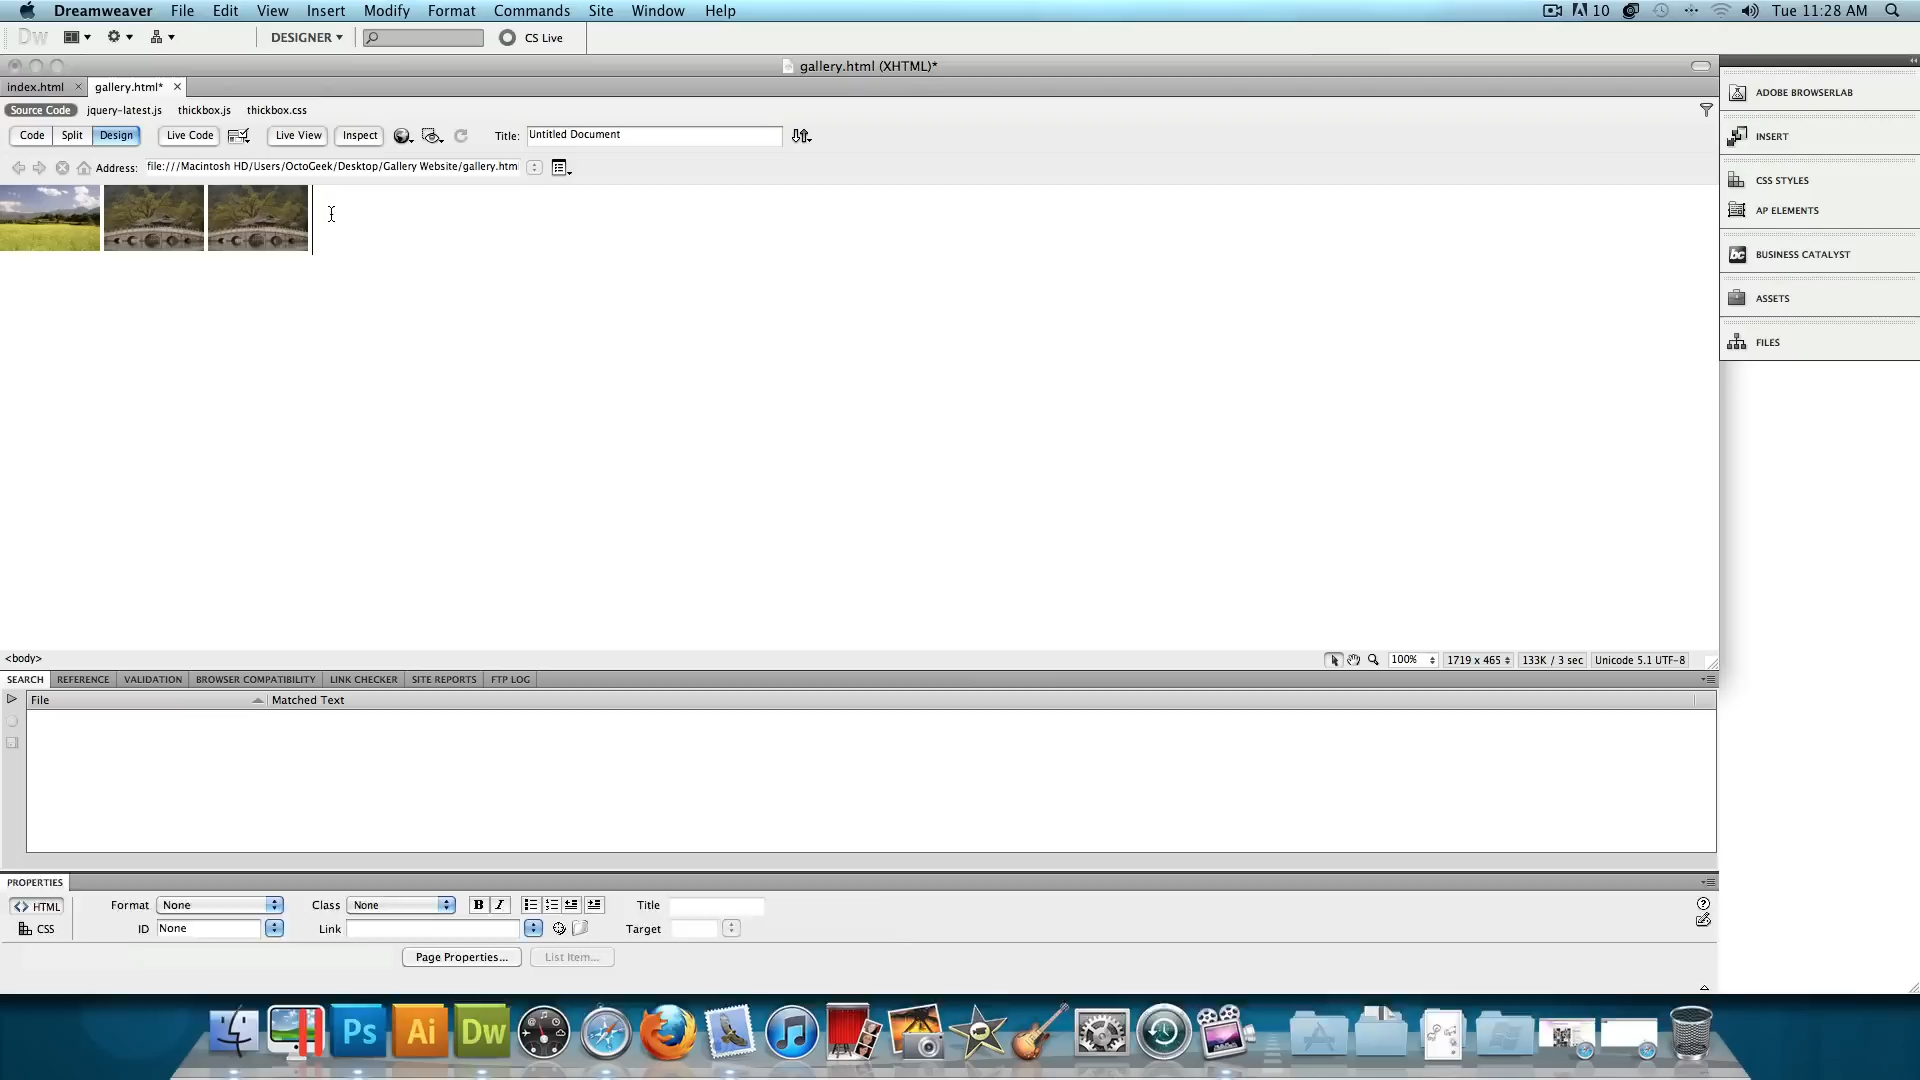 Dreamweaver File Edit View Insert Modify Format Commands Site Window Help 10 Tue 11:28 AM
Dw DESIGNER CS Live
gallery.html (XHTML)*
index.html gallery.html*
Source Code jquery-latest.js thickbox.js thickbox.css
Code Split Design Live Code Live View Inspect Title: Untitled Document
Address: file:///Macintosh HD/Users/OctoGeek/Desktop/Gallery Website/gallery.htm
ADOBE BROWSERLAB
INSERT
CSS STYLES
AP ELEMENTS
bc BUSINESS CATALYST
ASSETS
FILES
<body> 100% 1719 x 465 133K / 3 sec Unicode 5.1 UTF-8
SEARCH REFERENCE VALIDATION BROWSER COMPATIBILITY LINK CHECKER SITE REPORTS FTP LOG
File Matched Text
PROPERTIES
<> HTML Format None Class None B I Title
CSS ID None Link Target
Page Properties... List Item...
Ps Ai Dw